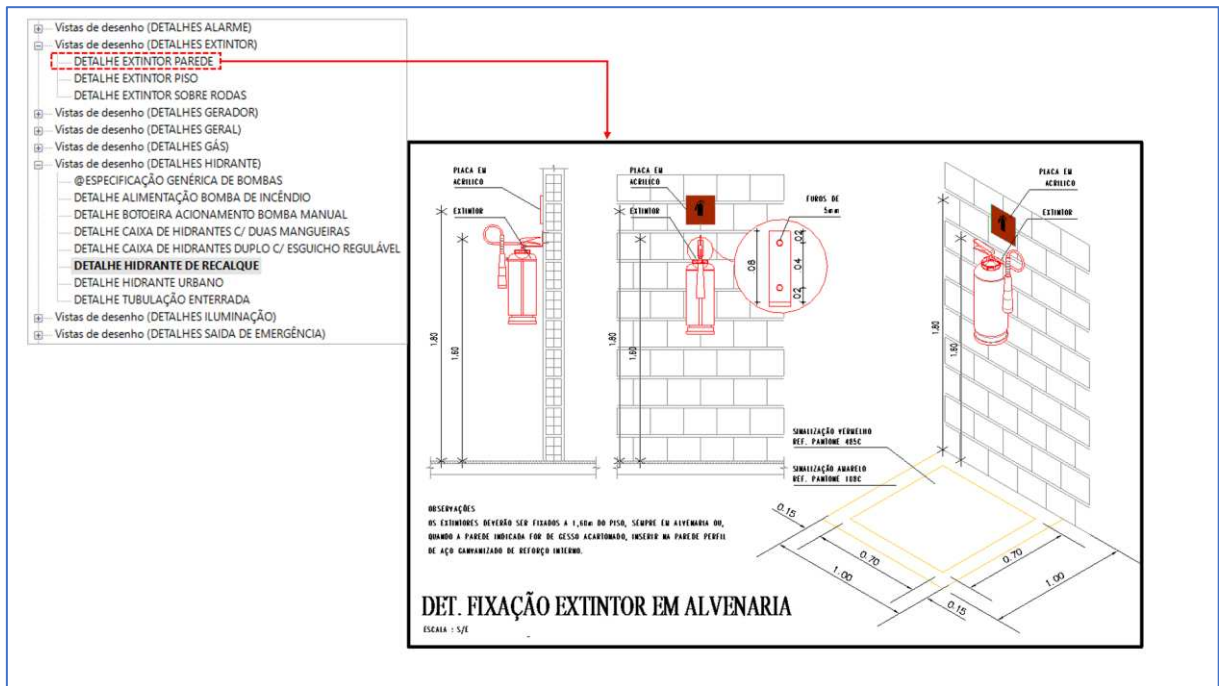 Vistas de desenho (DETALHES ALARME)
Vistas de desenho (DETALHES EXTINTOR)
DETALHE EXTINTOR PAREDE
DETALHE EXTINTOR PISO
DETALHE EXTINTOR SOBRE RODAS
Vistas de desenho (DETALHES GERADOR)
Vistas de desenho (DETALHES GERAL)
Vistas de desenho (DETALHES GÁS)
Vistas de desenho (DETALHES HIDRANTE)
@ESPECIFICAÇÃO GENÉRICA DE BOMBAS
DETALHE ALIMENTAÇÃO BOMBA DE INCÊNDIO
DETALHE BOTOEIRA ACIONAMENTO BOMBA MANUAL
DETALHE CAIXA DE HIDRANTES C/ DUAS MANGUEIRAS
DETALHE CAIXA DE HIDRANTES DUPLO C/ ESGUICHO REGULÁVEL
DETALHE HIDRANTE DE RECALQUE
DETALHE HIDRANTE URBANO
DETALHE TUBULAÇÃO ENTERRADA
Vistas de desenho (DETALHES ILUMINAÇÃO)
Vistas de desenho (DETALHES SAIDA DE EMERGÊNCIA)
PLACA EM
ACRILICO
EXTINTOR
1,80
1,60
PLACA EM
ACRILICO
EXTINTOR
1,80
1,60
FUROS DE
5mm
08
02
04
02
PLACA EM
ACRILICO
EXTINTOR
1,80
1,60
SINALIZAÇÃO VERMELHO
REF. PANTONE 485C
SINALIZAÇÃO AMARELO
REF. PANTONE 108C
0.15
0.70
1.00
0.70
1.00
0.15
OBSERVAÇÕES
OS EXTINTORES DEVERÃO SER FIXADOS A 1,60m DO PISO, SEMPRE EM ALVENARIA OU,
QUANDO A PAREDE INDICADA FOR DE GESSO ACARTONADO, INSERIR NA PAREDE PERFIL
DE AÇO GANVANIZADO DE REFORÇO INTERNO.
DET. FIXAÇÃO EXTINTOR EM ALVENARIA
ESCALA : S/E